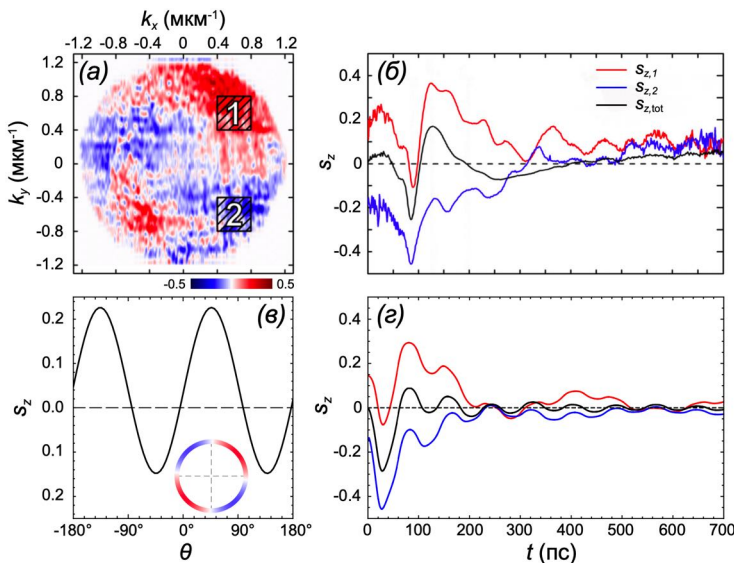 k_x (мкм⁻¹)
-1.2 -0.8 -0.4 0 0.4 0.8 1.2
(а)
1
2
k_y (мкм⁻¹)
1.2
0.8
0.4
0
-0.4
-0.8
-1.2
-0.5 0.5
(б)
s_z,1
s_z,2
s_z,tot
s_z
0.4
0.2
0
-0.2
-0.4
(в)
s_z
0.2
0.1
0.0
0.1
0.2
-180° -90° 0 90° 180°
θ
(г)
s_z
0.4
0.2
0
-0.2
-0.4
0 100 200 300 400 500 600 700
t (пс)